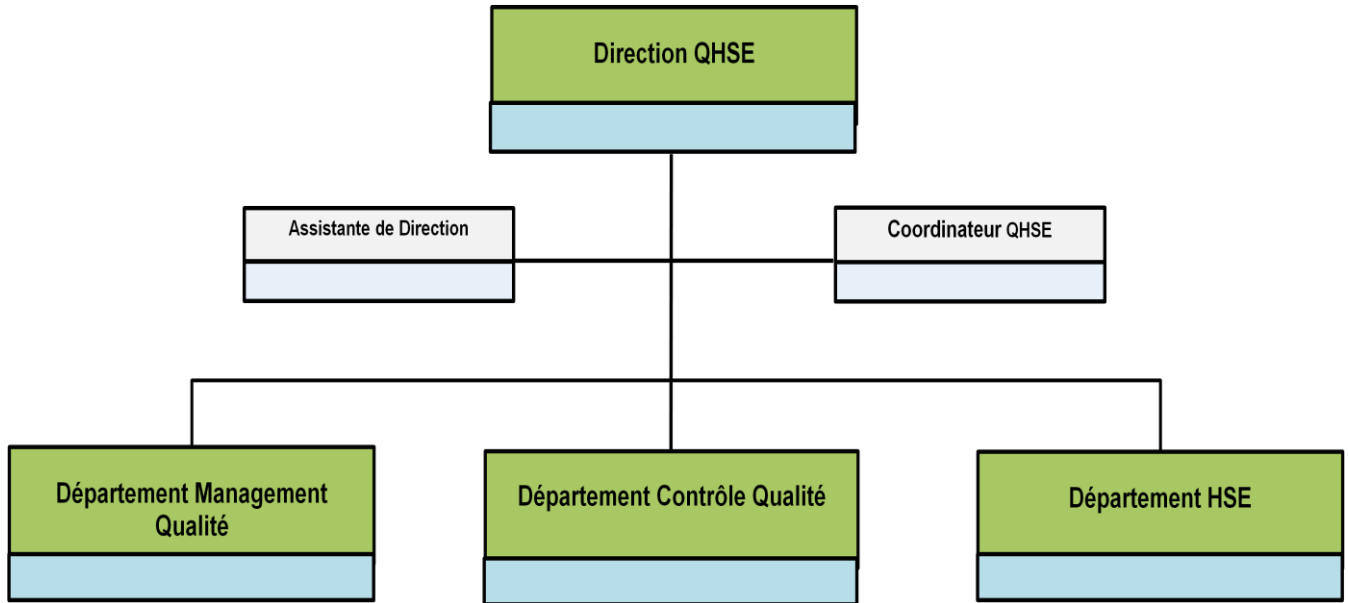 Direction QHSE
Assistante de Direction
Coordinateur QHSE
Département Management
Qualité
Département Contrôle Qualité
Département HSE